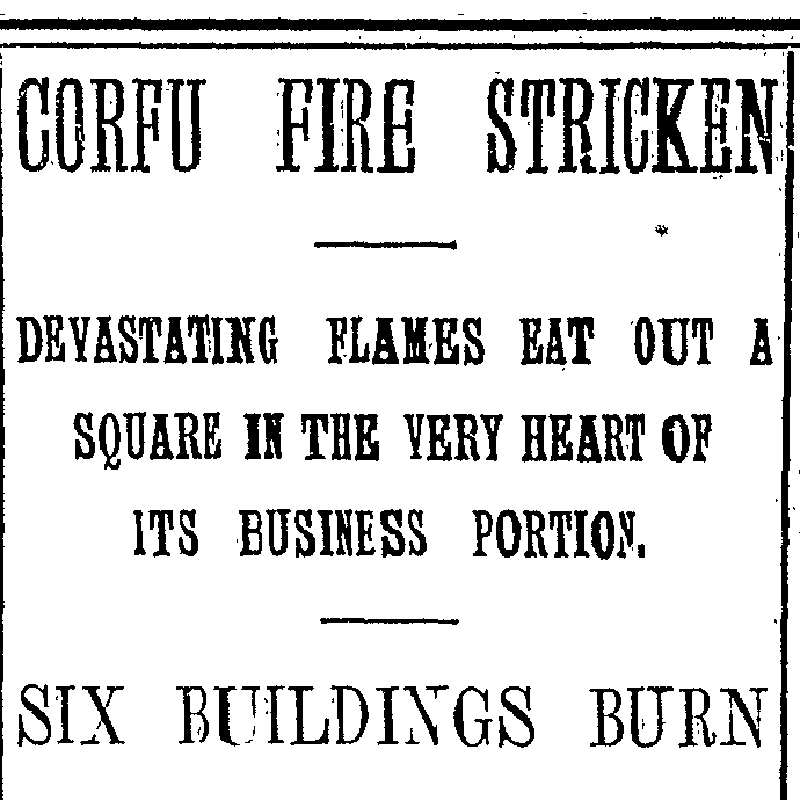 CORFU FIRE STRICKEN
DEVASTATING FLAMES EAT OUT A
SQUARE IN THE VERY HEART OF
ITS BUSINESS PORTION.
SIX BUILDINGS BURN